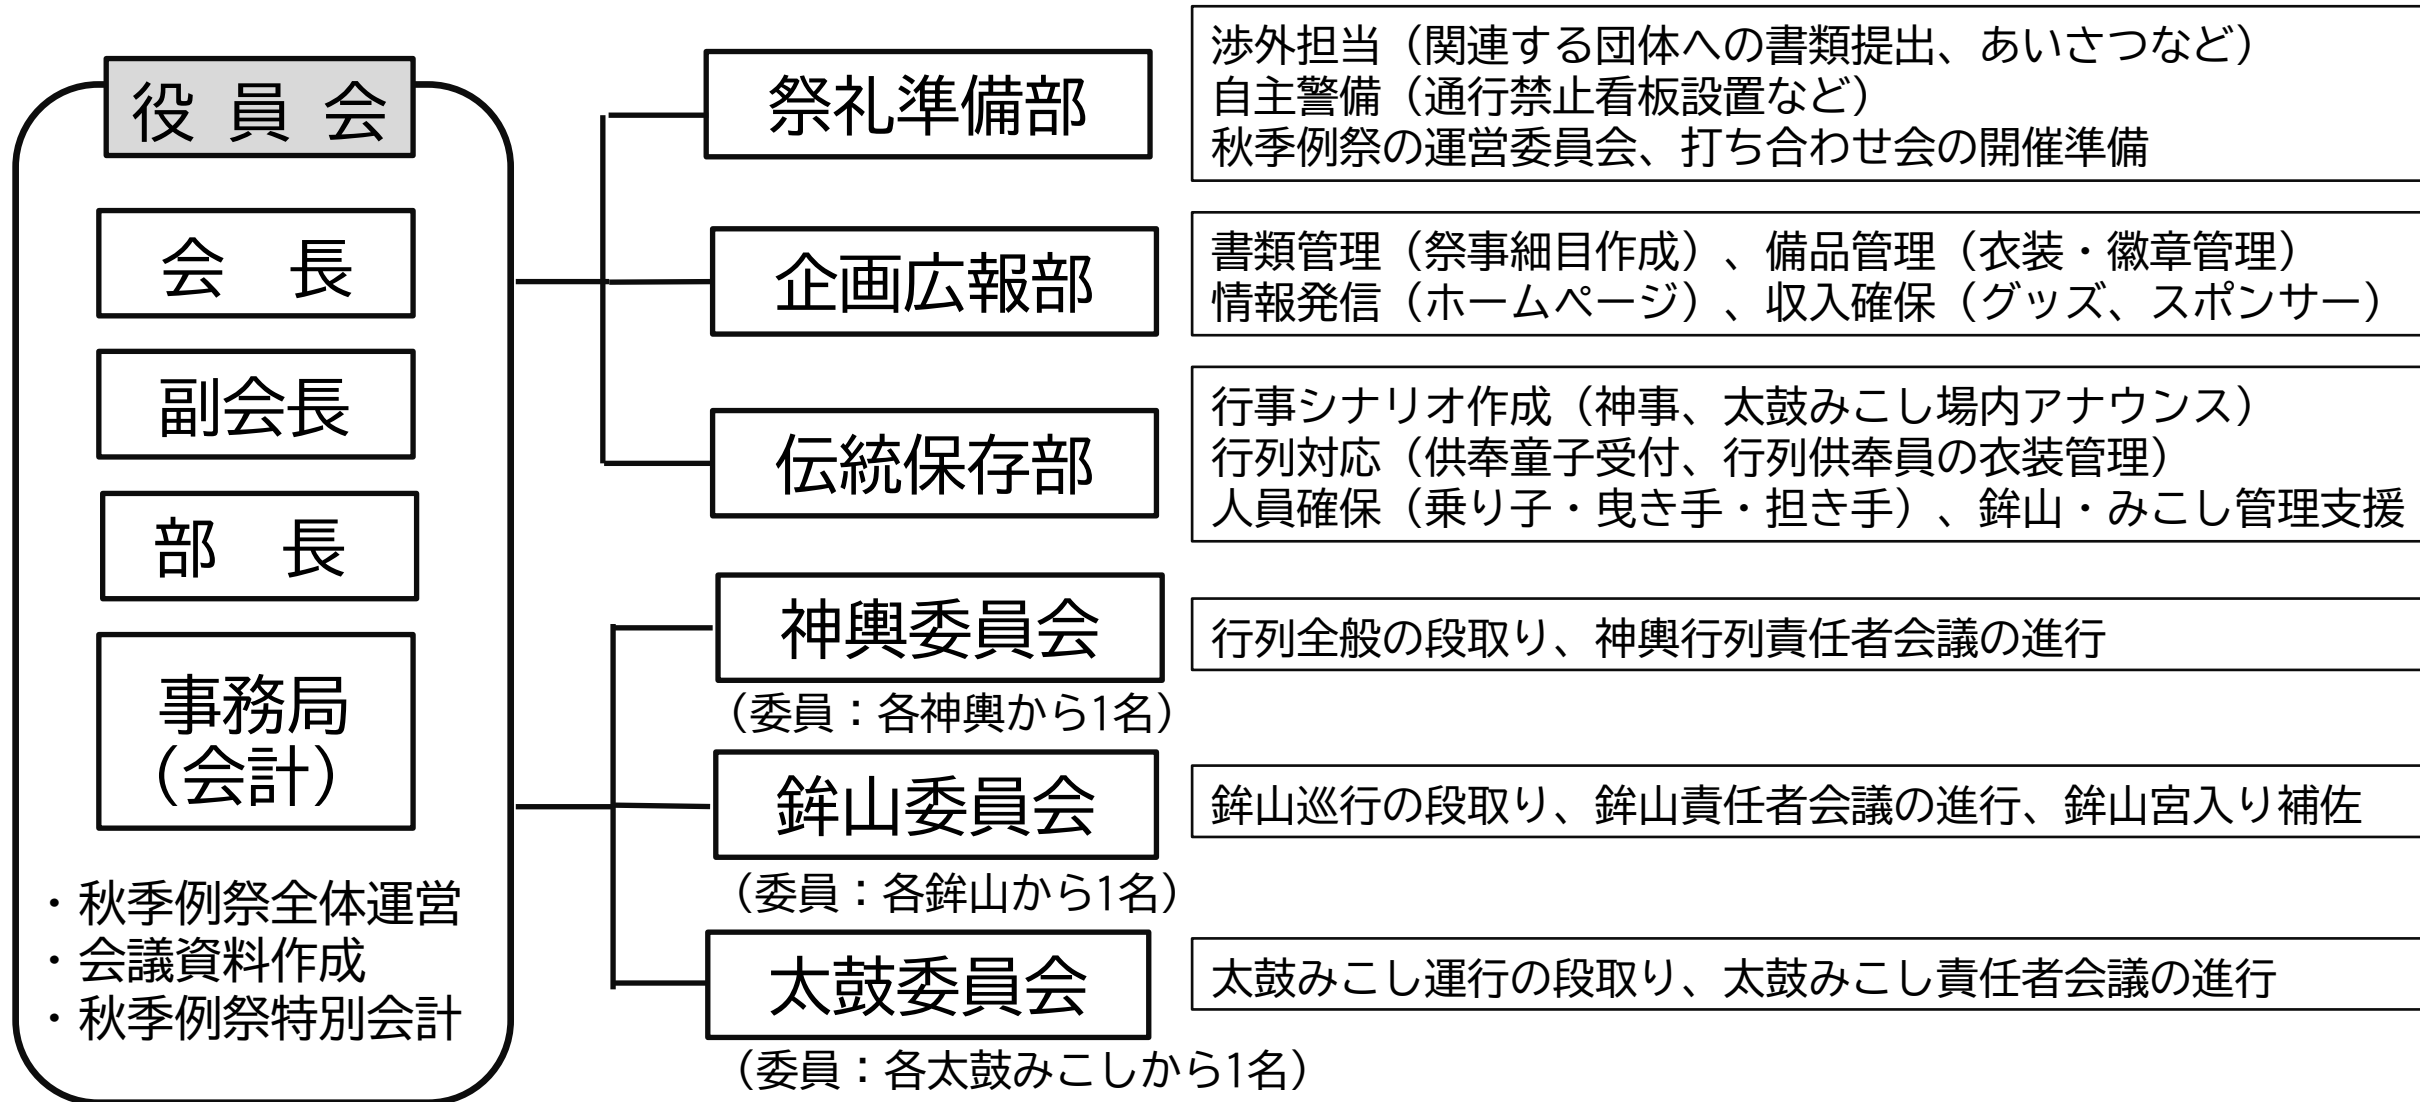 役 員 会
会　長
副会長
部　長
事務局
（会計）
・秋季例祭全体運営
・会議資料作成
・秋季例祭特別会計
祭礼準備部
渉外担当（関連する団体への書類提出、あいさつなど）
自主警備（通行禁止看板設置など）
秋季例祭の運営委員会、打ち合わせ会の開催準備
企画広報部
書類管理（祭事細目作成）、備品管理（衣装・徽章管理）
情報発信（ホームページ）、収入確保（グッズ、スポンサー）
伝統保存部
行事シナリオ作成（神事、太鼓みこし場内アナウンス）
行列対応（供奉童子受付、行列供奉員の衣装管理）
人員確保（乗り子・曳き手・担き手）、鉾山・みこし管理支援
神輿委員会
（委員：各神輿から1名）
行列全般の段取り、神輿行列責任者会議の進行
鉾山委員会
（委員：各鉾山から1名）
鉾山巡行の段取り、鉾山責任者会議の進行、鉾山宮入り補佐
太鼓委員会
（委員：各太鼓みこしから1名）
太鼓みこし運行の段取り、太鼓みこし責任者会議の進行